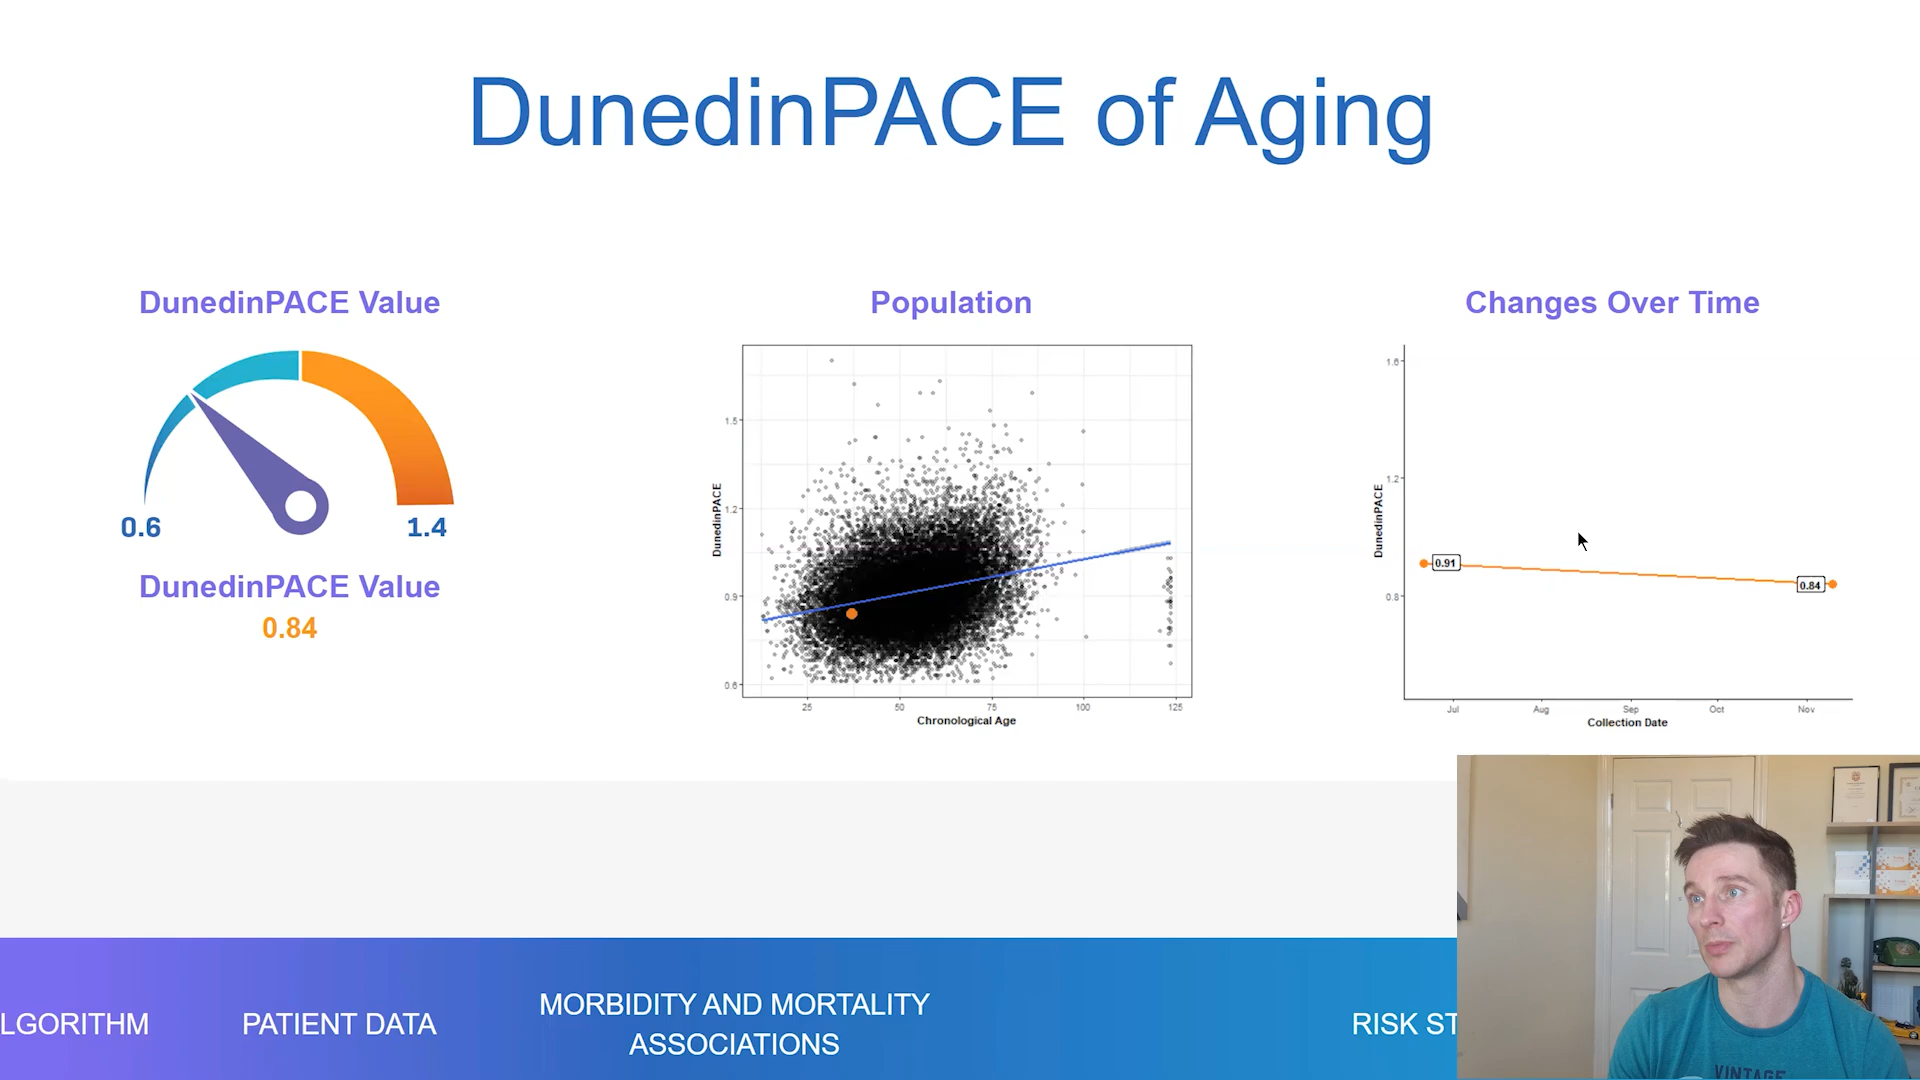 DunedinPACE of Aging
DunedinPACE Value
0.6
1.4
DunedinPACE Value
0.84
Population
1.5
1.2
0.9
0.6
DunedinPACE
25 50 75 100 125
Chronological Age
Changes Over Time
1.6
1.2
0.8
DunedinPACE
0.91
0.84
Jul Aug Sep Oct Nov
Collection Date
LGORITHM
PATIENT DATA
MORBIDITY AND MORTALITY
ASSOCIATIONS
RISK ST
VINTAGE